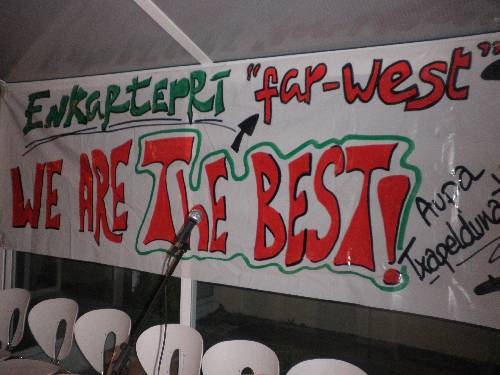 ENKARTERRI "far-west"
WE ARE THE BEST!
Aupa
Txapeldunak